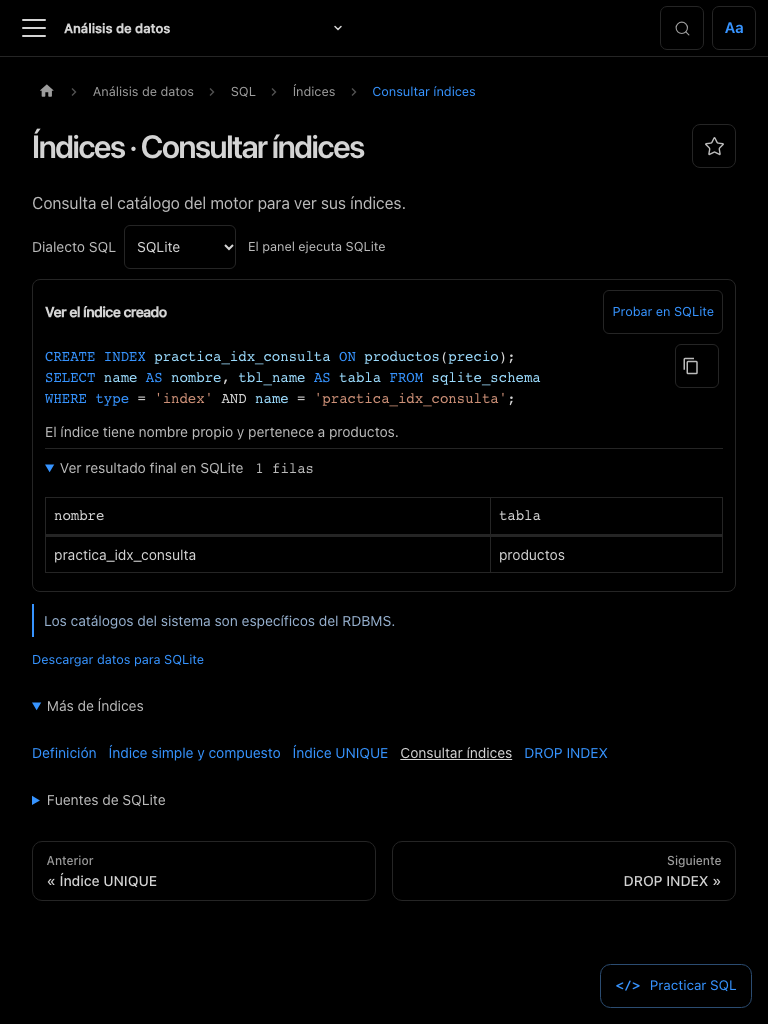 Análisis de datos
Aa
Análisis de datos > SQL > Índices > Consultar índices
Índices · Consultar índices
Consulta el catálogo del motor para ver sus índices.
Dialecto SQL SQLite El panel ejecuta SQLite
Ver el índice creado
Probar en SQLite
CREATE INDEX practica_idx_consulta ON productos(precio);
SELECT name AS nombre, tbl_name AS tabla FROM sqlite_schema
WHERE type = 'index' AND name = 'practica_idx_consulta';
El índice tiene nombre propio y pertenece a productos.
Ver resultado final en SQLite 1 filas
nombre tabla
practica_idx_consulta productos
Los catálogos del sistema son específicos del RDBMS.
Descargar datos para SQLite
Más de Índices
Definición Índice simple y compuesto Índice UNIQUE Consultar índices DROP INDEX
Fuentes de SQLite
Anterior
« Índice UNIQUE
Siguiente
DROP INDEX »
</> Practicar SQL